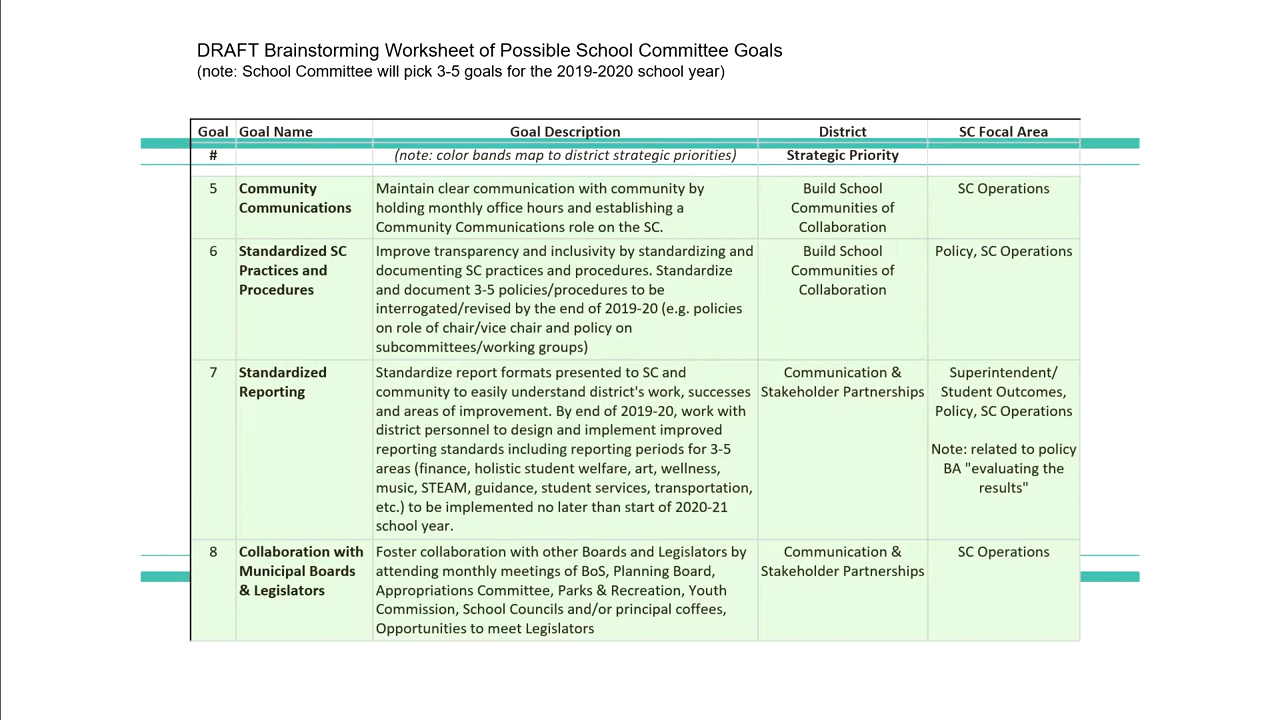 DRAFT Brainstorming Worksheet of Possible School Committee Goals
(note: School Committee will pick 3-5 goals for the 2019-2020 school year)
Goal Goal Name Goal Description District SC Focal Area
# (note: color bands map to district strategic priorities) Strategic Priority
5 Community Maintain clear communication with community by Build School SC Operations
Communications holding monthly office hours and establishing a Communities of
Community Communications role on the SC. Collaboration
6 Standardized SC Improve transparency and inclusivity by standardizing and Build School Policy, SC Operations
Practices and documenting SC practices and procedures. Standardize Communities of
Procedures and document 3-5 policies/procedures to be Collaboration
interrogated/revised by the end of 2019-20 (e.g. policies
on role of chair/vice chair and policy on
subcommittees/working groups)
7 Standardized Standardize report formats presented to SC and Communication & Superintendent/
Reporting community to easily understand district's work, successes Stakeholder Partnerships Student Outcomes,
and areas of improvement. By end of 2019-20, work with Policy, SC Operations
district personnel to design and implement improved
reporting standards including reporting periods for 3-5 Note: related to policy
areas (finance, holistic student welfare, art, wellness, BA "evaluating the
music, STEAM, guidance, student services, transportation, results"
etc.) to be implemented no later than start of 2020-21
school year.
8 Collaboration with Foster collaboration with other Boards and Legislators by Communication & SC Operations
Municipal Boards attending monthly meetings of BoS, Planning Board, Stakeholder Partnerships
& Legislators Appropriations Committee, Parks & Recreation, Youth
Commission, School Councils and/or principal coffees,
Opportunities to meet Legislators